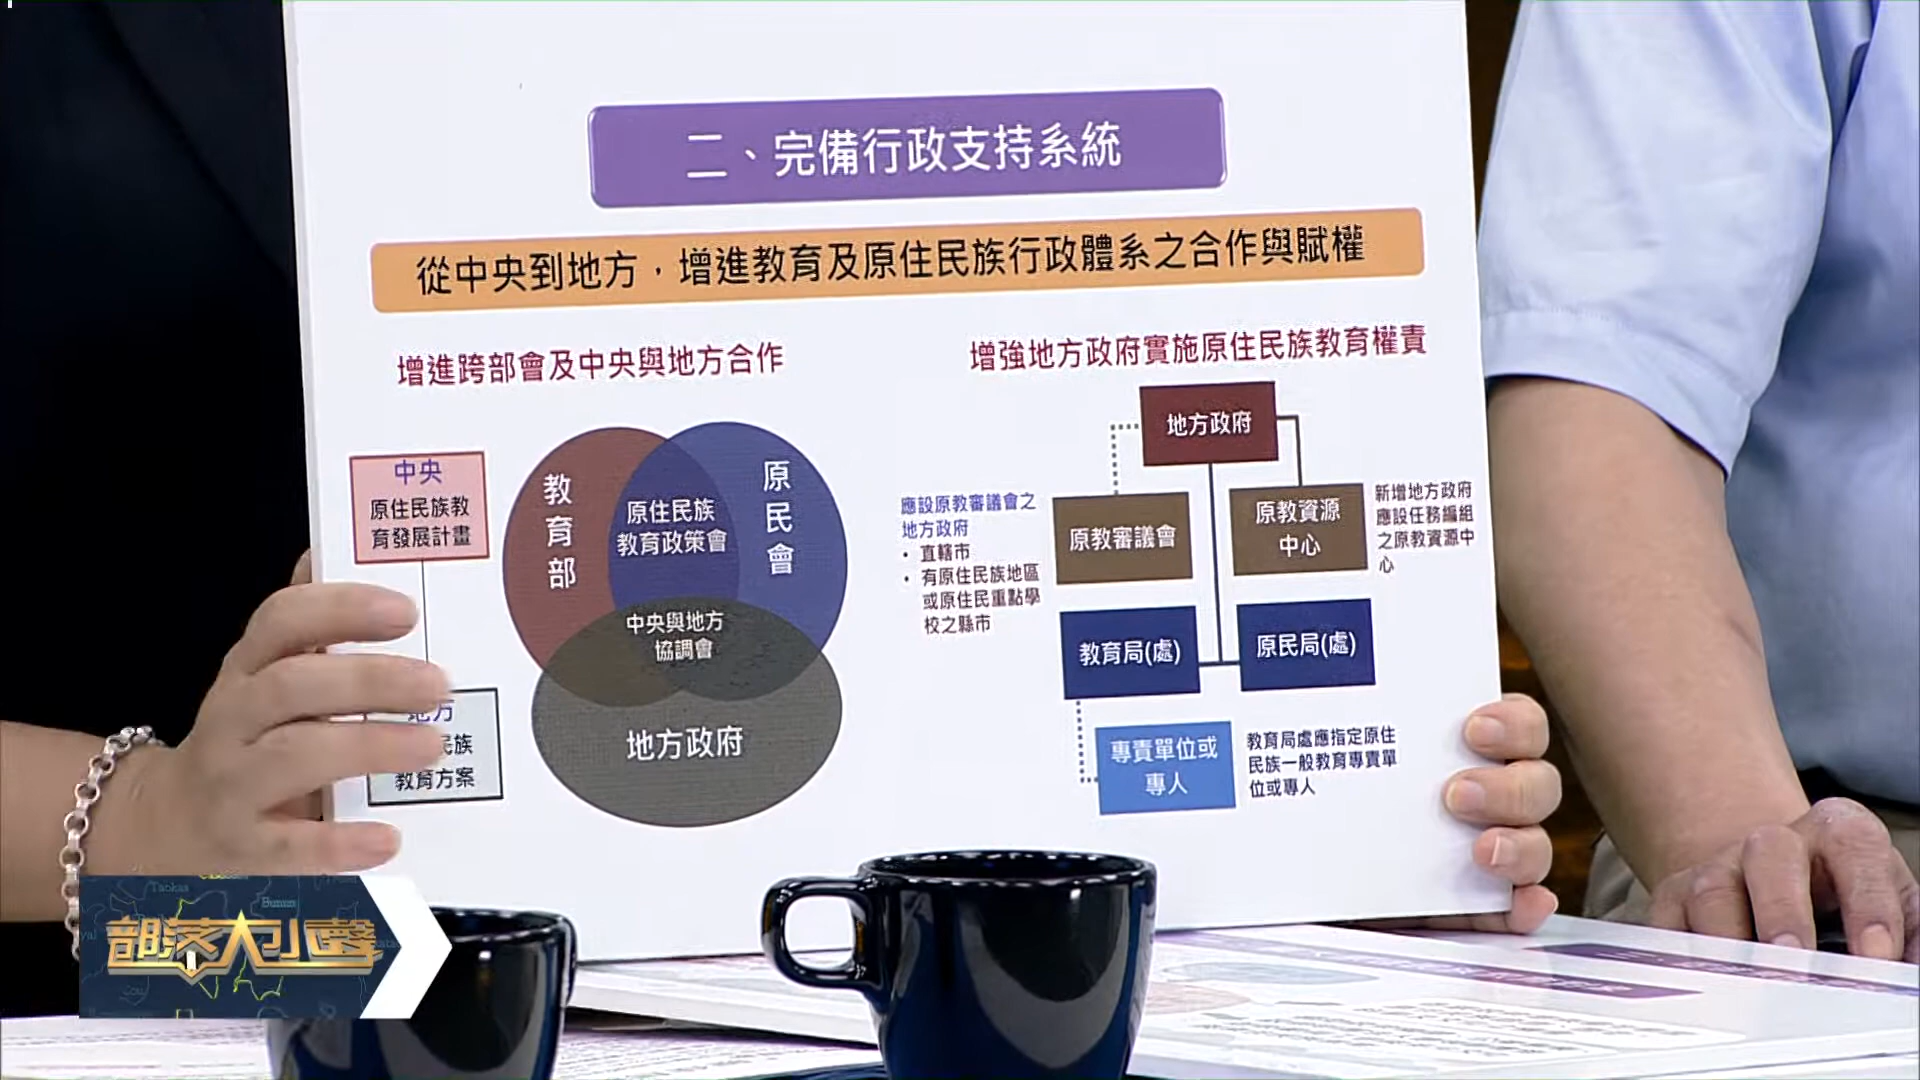 二、完備行政支持系統
從中央到地方，增進教育及原住民族行政體系之合作與賦權
增進跨部會及中央與地方合作
中央
原住民族教
育發展計畫
地方
民族
教育方案
教育部
原民會
原住民族
教育政策會
中央與地方
協調會
地方政府
增強地方政府實施原住民族教育權責
地方政府
應設原教審議會之
地方政府
• 直轄市
• 有原住民族地區
或原住民重點學
校之縣市
原教審議會
原教資源
中心
新增地方政府
應設任務編組
之原教資源中
心
教育局(處)
原民局(處)
專責單位或
專人
教育局處應指定原住
民族一般教育專責單
位或專人
Taokas
Bunun
部落大小聲